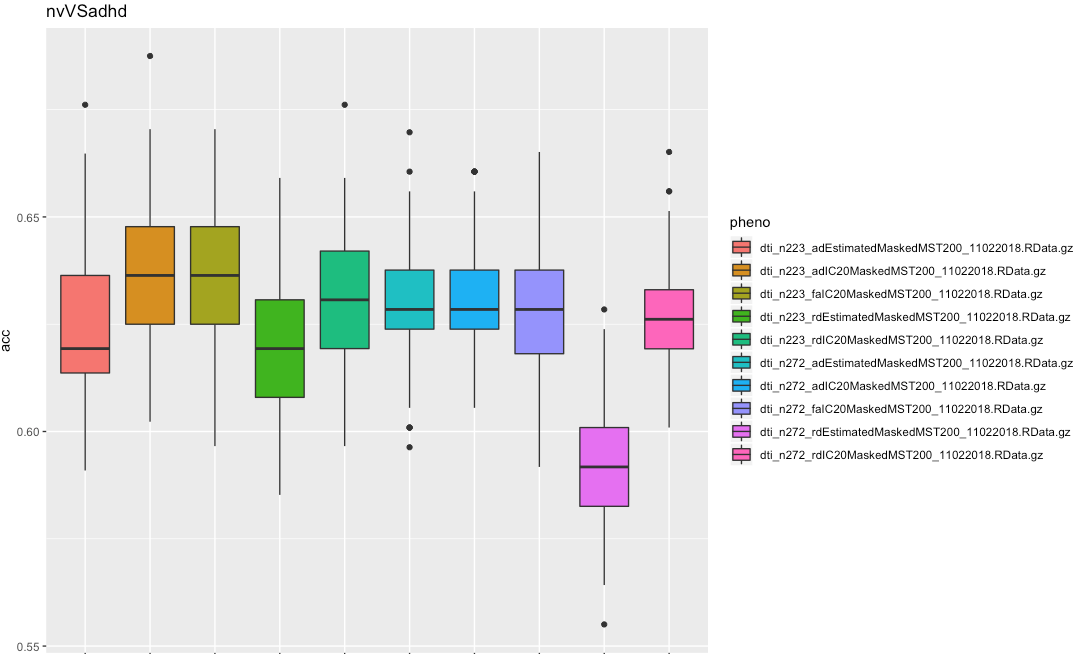 nvVSadhd
acc
0.65
0.60
0.55
pheno
dti_n223_adEstimatedMaskedMST200_11022018.RData.gz
dti_n223_adIC20MaskedMST200_11022018.RData.gz
dti_n223_faIC20MaskedMST200_11022018.RData.gz
dti_n223_rdEstimatedMaskedMST200_11022018.RData.gz
dti_n223_rdIC20MaskedMST200_11022018.RData.gz
dti_n272_adEstimatedMaskedMST200_11022018.RData.gz
dti_n272_adIC20MaskedMST200_11022018.RData.gz
dti_n272_faIC20MaskedMST200_11022018.RData.gz
dti_n272_rdEstimatedMaskedMST200_11022018.RData.gz
dti_n272_rdIC20MaskedMST200_11022018.RData.gz